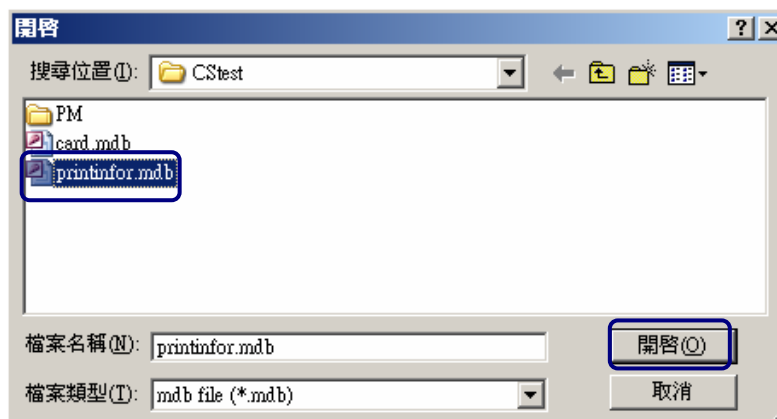 開啓
搜尋位置(I): CStest
PM
card.mdb
printinfor.mdb
檔案名稱(N): printinfor.mdb 開啓(O)
檔案類型(T): mdb file (*.mdb) 取消